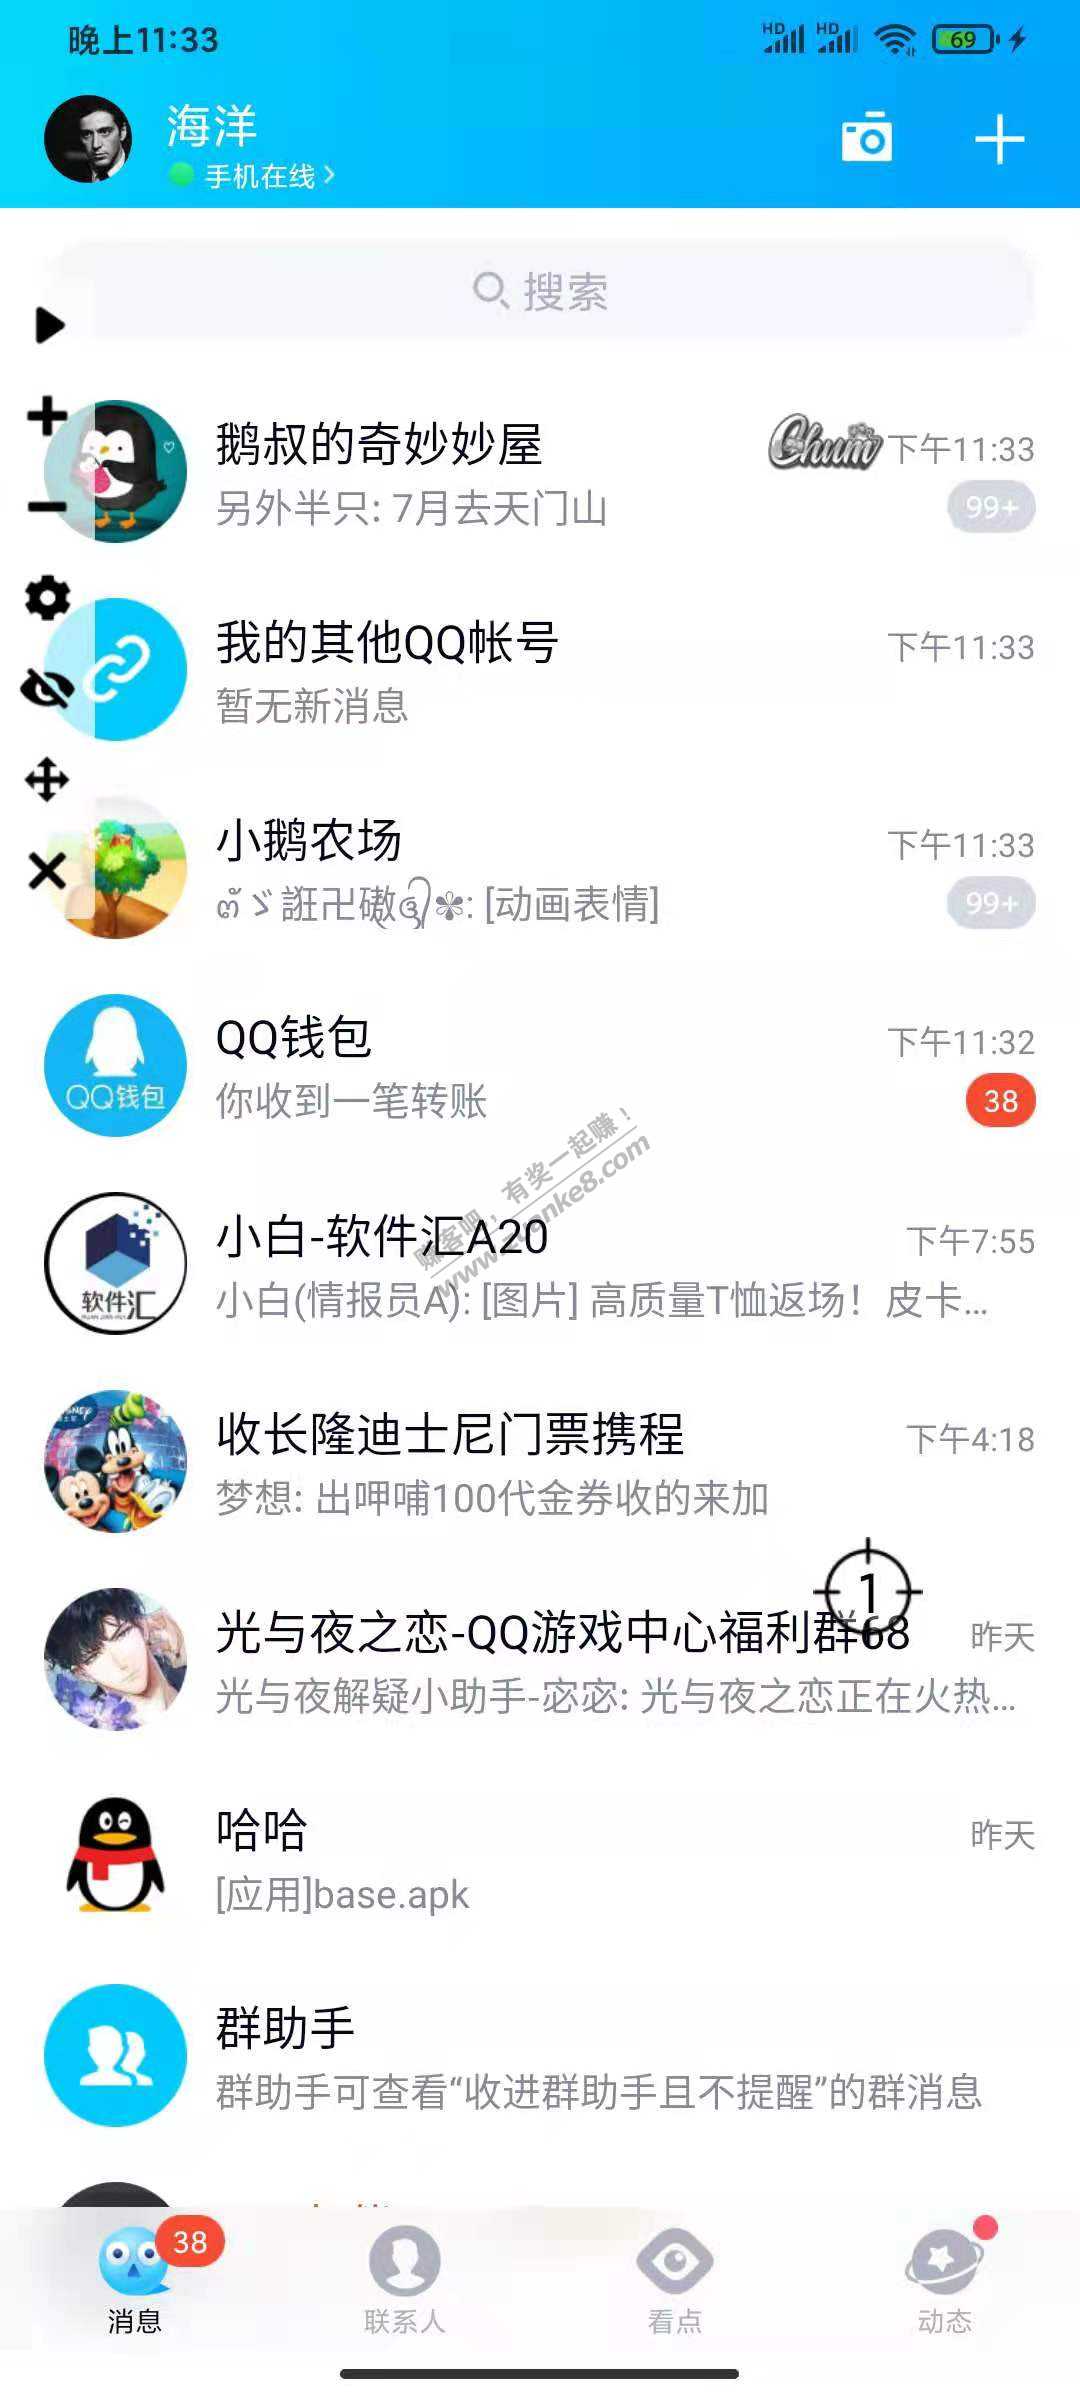 晚上11:33
HD HD 69
海洋
手机在线
搜索
鹅叔的奇妙妙屋
Chum 下午11:33
另外半只: 7月去天门山
99+
我的其他QQ帐号
下午11:33
暂无新消息
小鹅农场
下午11:33
[动画表情]
99+
QQ钱包
QQ钱包
下午11:32
你收到一笔转账
38
赚客吧，有奖一起赚！
www.zuanke8.com
软件汇
小白-软件汇A20
下午7:55
小白(情报员A): [图片] 高质量T恤返场！皮卡...
收长隆迪士尼门票携程
下午4:18
梦想: 出呷哺100代金券收的来加
1
光与夜之恋-QQ游戏中心福利群68
昨天
光与夜解疑小助手-宓宓: 光与夜之恋正在火热...
哈哈
昨天
[应用]base.apk
群助手
群助手可查看“收进群助手且不提醒”的群消息
38
消息
联系人
看点
动态